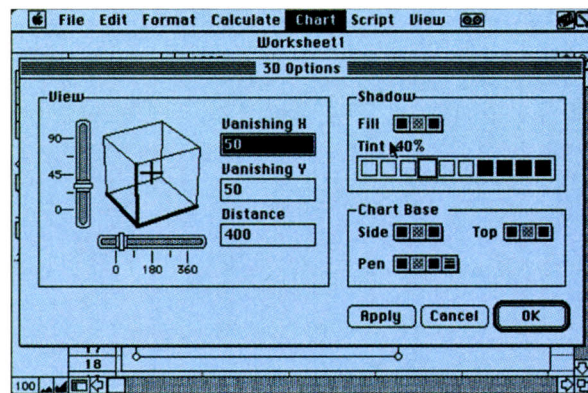 File Edit Format Calculate Chart Script View
Worksheet1
3D Options
View
90
45
0
0 180 360
Vanishing X
50
Vanishing Y
50
Distance
400
Shadow
Fill
Tint 40%
Chart Base
Side Top
Pen
Apply Cancel OK
17
18
100